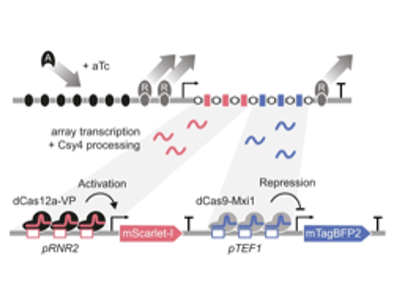 A
+ aTc
R
R
R
array transcription
+ Csy4 processing
Activation
Repression
dCas12a-VP
dCas9-Mxi1
mScarlet-I
mTagBFP2
pRNR2
pTEF1